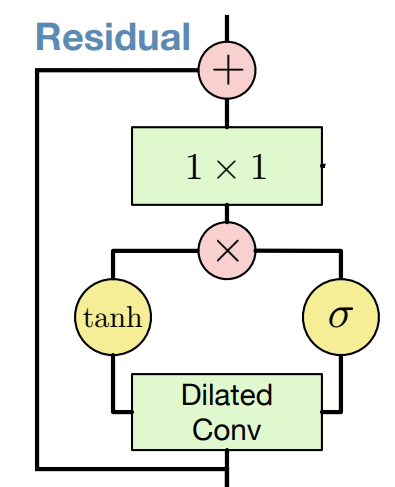 Residual
+
1 × 1
×
tanh
σ
Dilated
Conv